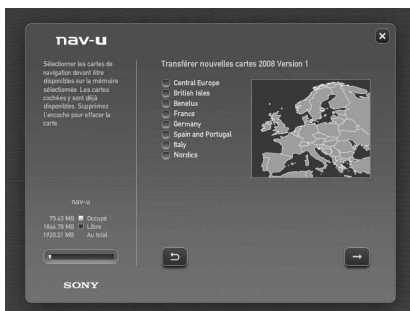 nav-u
Sélectionner les cartes de
navigation devant être
disponibles sur la mémoire
sélectionnée. Les cartes
cochées y sont déjà
disponibles. Supprimez
l'encoche pour effacer la
carte.
Transférer nouvelles cartes 2008 Version 1
Central Europe
British Isles
Benelux
France
Germany
Spain and Portugal
Italy
Nordics
nav-u
75.43 MB Occupé
1844.78 MB Libre
1920.21 MB Au total
SONY